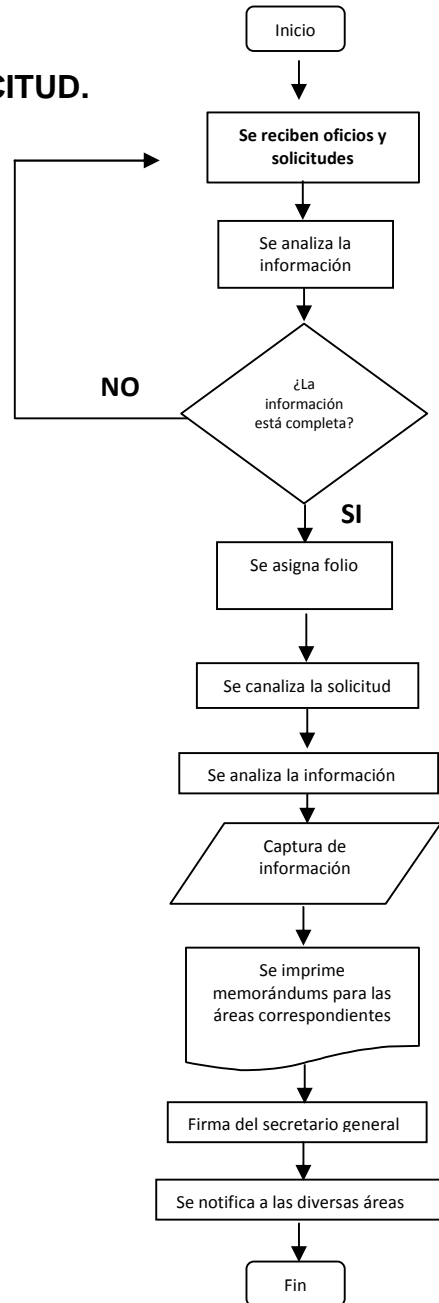 Inicio
CITUD.
Se reciben oficios y
solicitudes
Se analiza la
información
NO
¿La
información
está completa?
SI
Se asigna folio
Se canaliza la solicitud
Se analiza la información
Captura de
información
Se imprime
memorándums para las
áreas correspondientes
Firma del secretario general
Se notifica a las diversas áreas
Fin